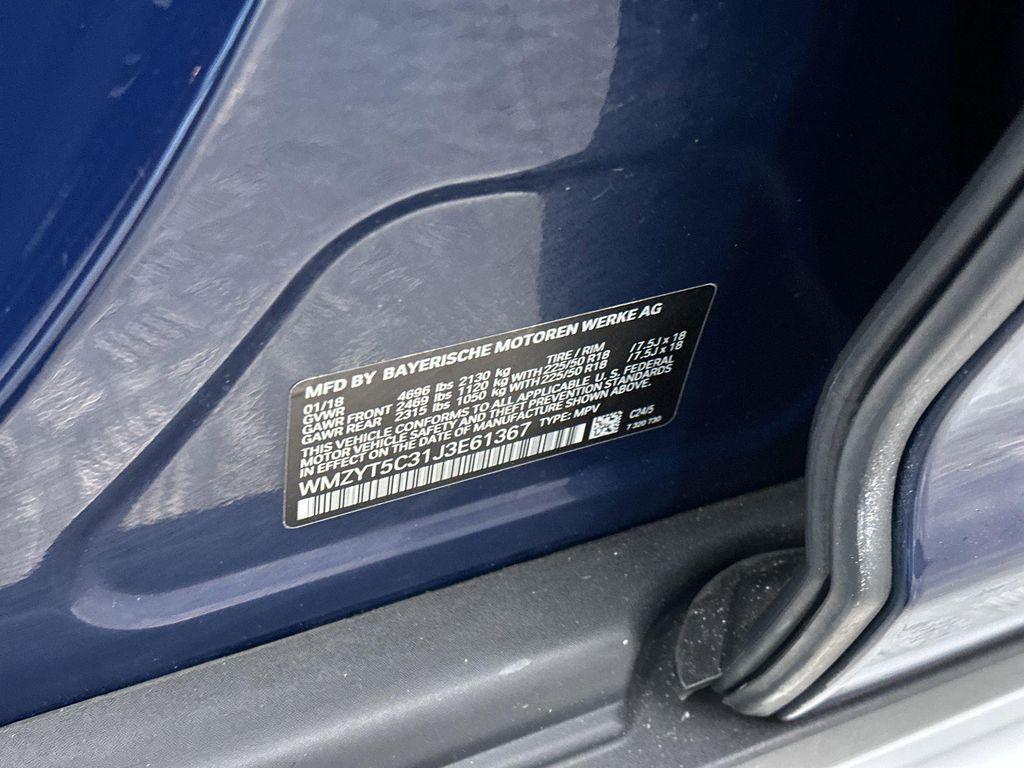 MFD BY BAYERISCHE MOTOREN WERKE AG
01/18
TIRE / RIM
GVWR 4696 lbs 2130 kg
GAWR FRONT 2469 lbs 1120 kg WITH 225/50 R18 /7.5J x 18
GAWR REAR 2315 lbs 1050 kg WITH 225/50 R18 /7.5J x 18
THIS VEHICLE CONFORMS TO ALL APPLICABLE U.S. FEDERAL
MOTOR VEHICLE SAFETY AND THEFT PREVENTION STANDARDS
IN EFFECT ON THE DATE OF MANUFACTURE SHOWN ABOVE.
WMZYT5C31J3E61367 TYPE: MPV
C24/5
7 320 730